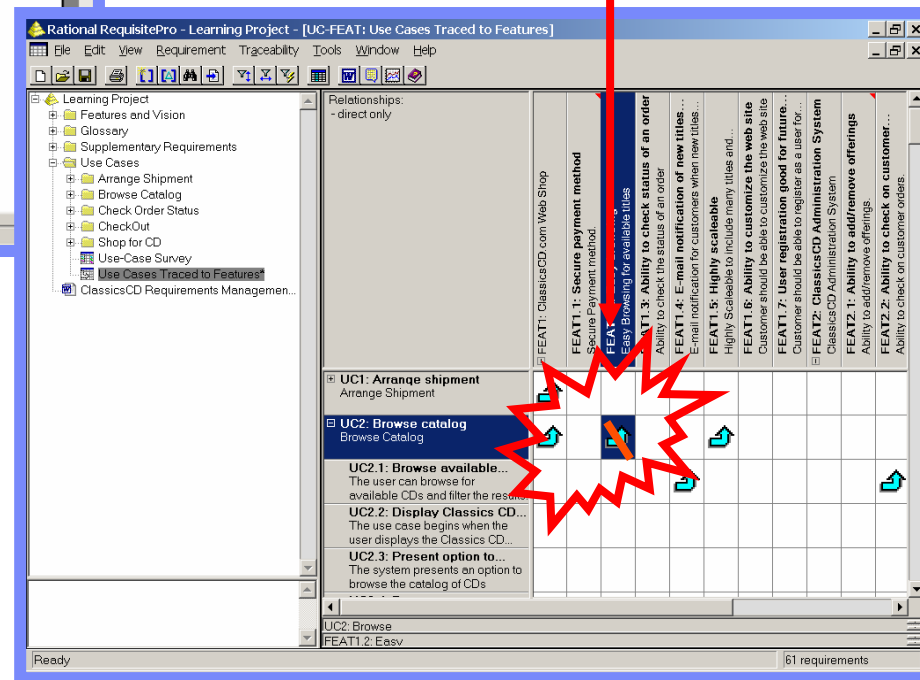 Rational RequisitePro - Learning Project - [UC-FEAT: Use Cases Traced to Features]
File Edit View Requirement Traceability Tools Window Help
Learning Project
Features and Vision
Glossary
Supplementary Requirements
Use Cases
Arrange Shipment
Browse Catalog
Check Order Status
CheckOut
Shop for CD
Use-Case Survey
Use Cases Traced to Features*
ClassicsCD Requirements Managemen...
Relationships:
- direct only
FEAT1: ClassicsCD.com Web Shop
FEAT1.1: Secure payment method
Secure Payment method.
Easy Browsing for available titles
FEAT1.3: Ability to check status of an order
Ability to check the status of an order
FEAT1.4: E-mail notification of new titles...
E-mail notification for customers when new titles...
FEAT1.5: Highly scaleable
Highly Scaleable to include many titles and...
FEAT1.6: Ability to customize the web site
Customer should be able to customize the web site
FEAT1.7: User registration good for future...
Customer should be able to register as a user for...
FEAT2: ClassicsCD Administration System
ClassicsCD Administration System
FEAT2.1: Ability to add/remove offerings
Ability to add/remove offerings.
FEAT2.2: Ability to check on customer...
Ability to check on customer orders.
UC1: Arrange shipment
Arrange Shipment
UC2: Browse catalog
Browse Catalog
UC2.1: Browse available...
The user can browse for
available CDs and filter the results.
UC2.2: Display Classics CD...
The use case begins when the
user displays the Classics CD...
UC2.3: Present option to...
The system presents an option to
browse the catalog of CDs
UC2: Browse
FEAT1.2: Easy
Ready
61 requirements